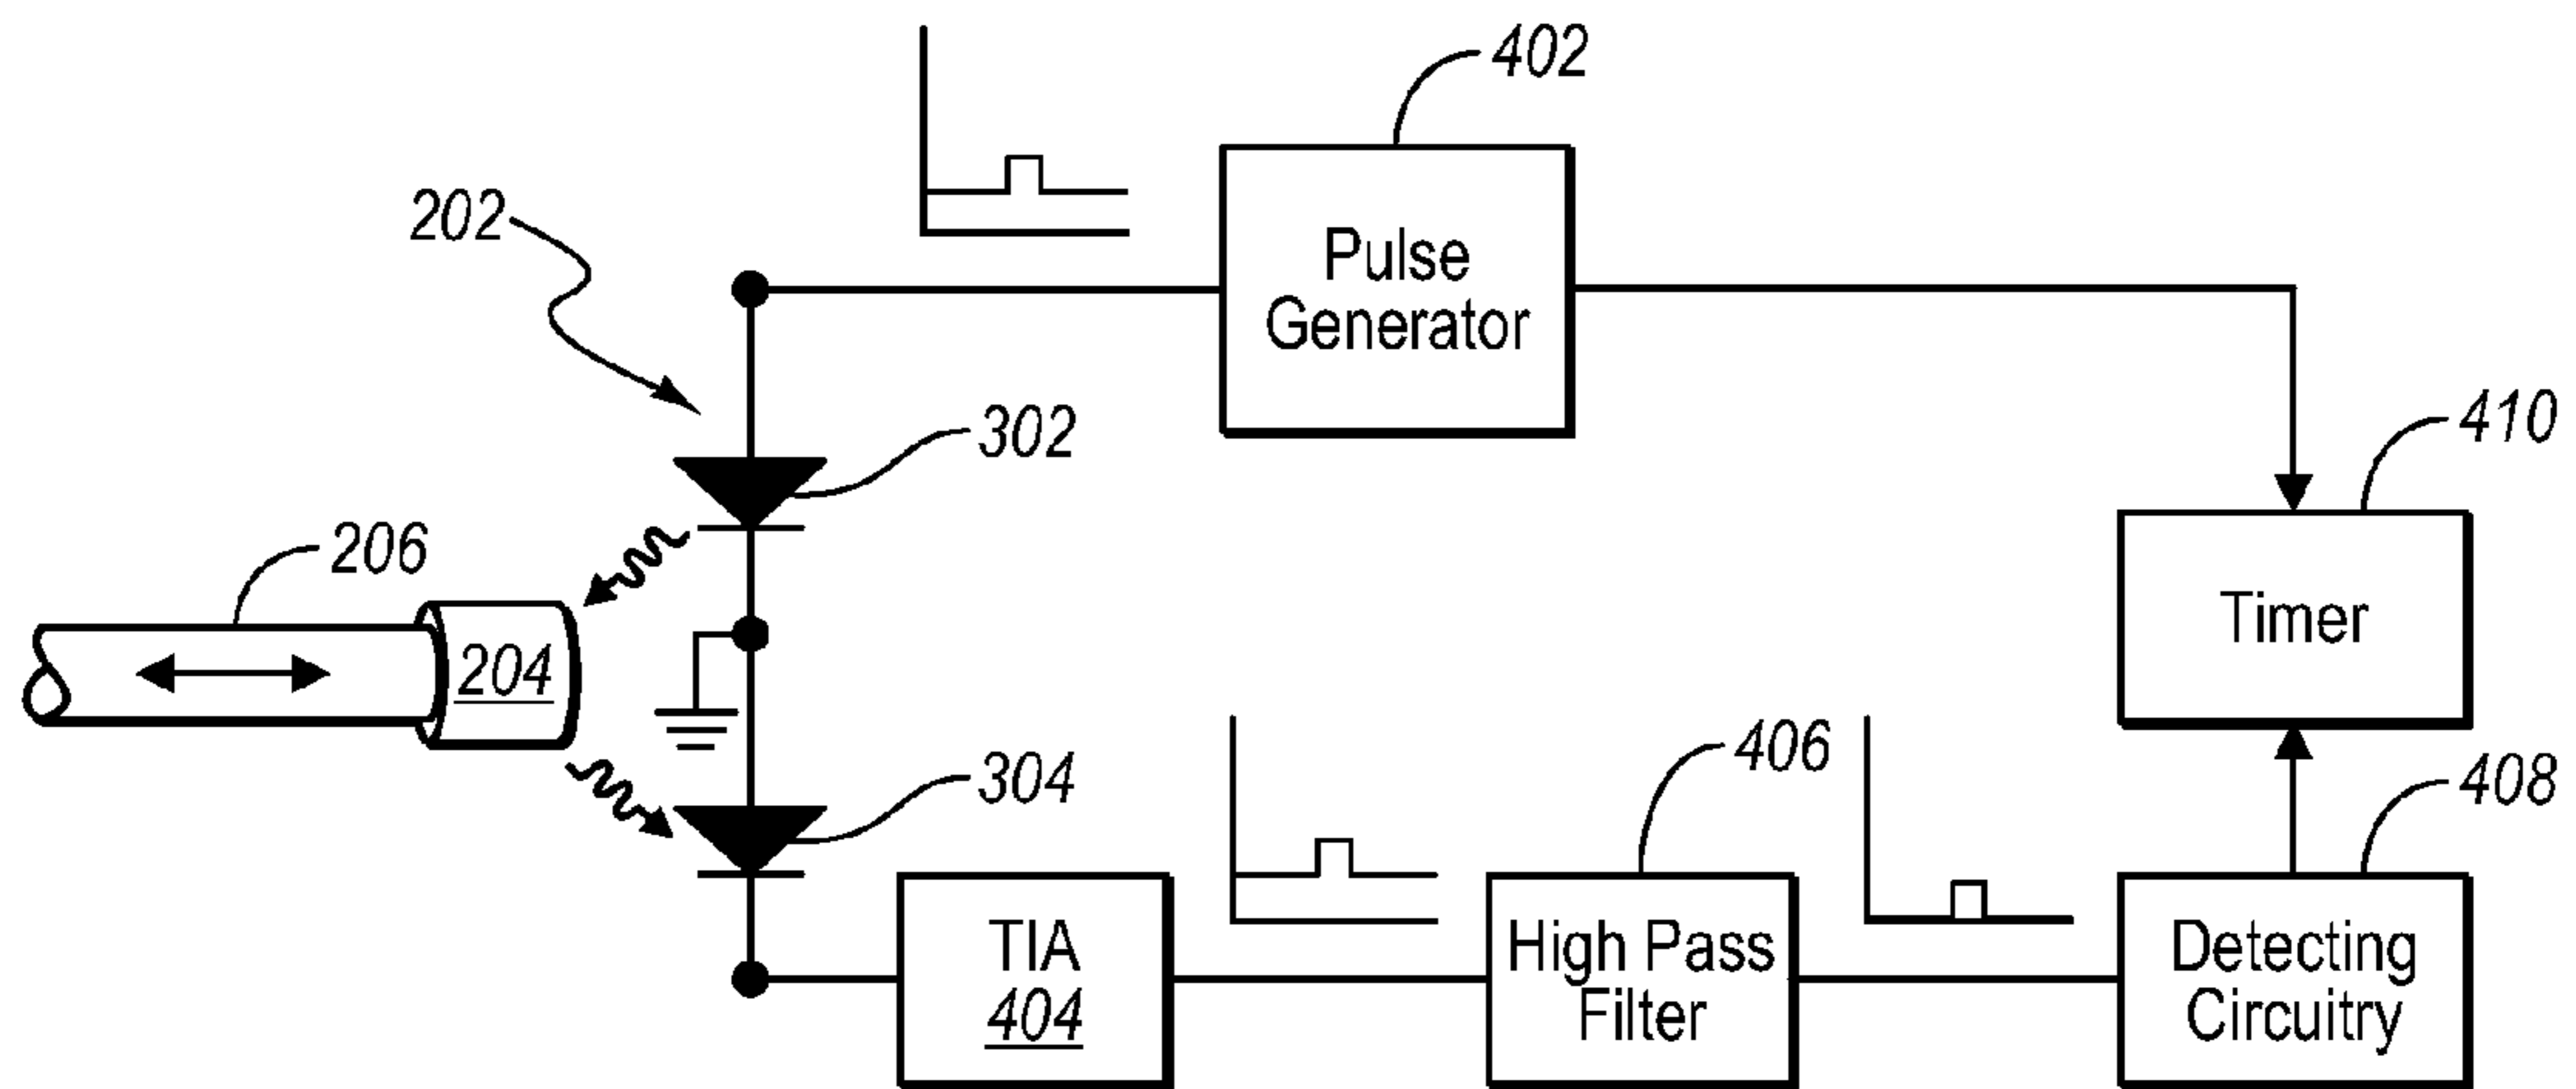 402
202
Pulse
Generator
302
410
206
Timer
204
304
406
408
TIA
404
High Pass
Filter
Detecting
Circuitry